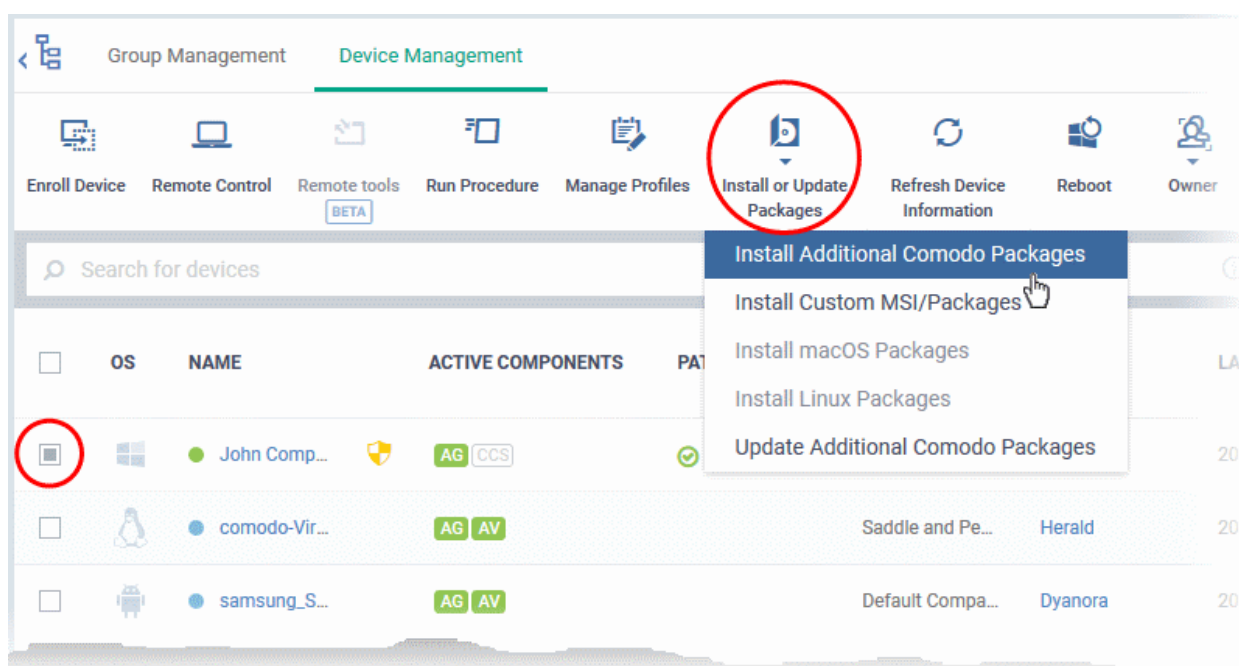 Group Management
Device Management
Enroll Device
Remote Control
Remote tools
BETA
Run Procedure
Manage Profiles
Install or Update
Packages
Refresh Device
Information
Reboot
Owner
Search for devices
Install Additional Comodo Packages
Install Custom MSI/Packages
Install macOS Packages
Install Linux Packages
Update Additional Comodo Packages
OS NAME ACTIVE COMPONENTS PAT LA
John Comp... AG CCS 20
comodo-Vir... AG AV Saddle and Pe... Herald 20
samsung_S... AG AV Default Compa... Dyanora 20